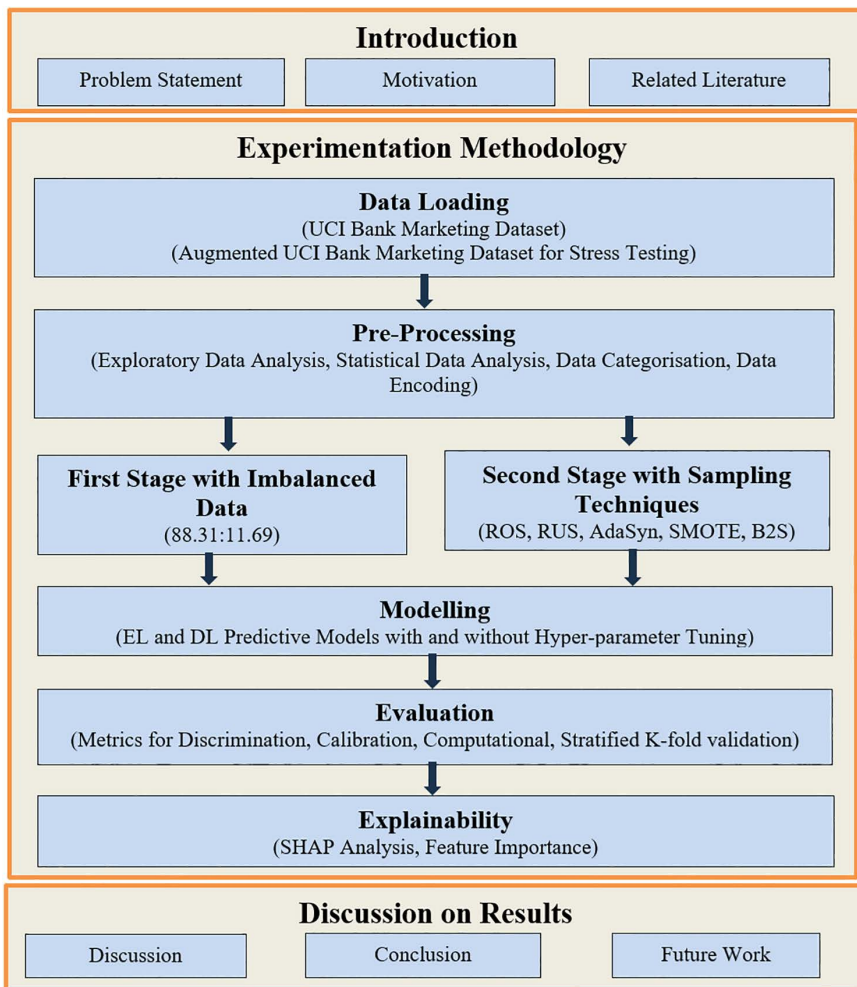 Introduction
Problem Statement
Motivation
Related Literature
Experimentation Methodology
Data Loading
(UCI Bank Marketing Dataset)
(Augmented UCI Bank Marketing Dataset for Stress Testing)
Pre-Processing
(Exploratory Data Analysis, Statistical Data Analysis, Data Categorisation, Data
Encoding)
First Stage with Imbalanced
Data
(88.31:11.69)
Second Stage with Sampling
Techniques
(ROS, RUS, AdaSyn, SMOTE, B2S)
Modelling
(EL and DL Predictive Models with and without Hyper-parameter Tuning)
Evaluation
(Metrics for Discrimination, Calibration, Computational, Stratified K-fold validation)
Explainability
(SHAP Analysis, Feature Importance)
Discussion on Results
Discussion
Conclusion
Future Work